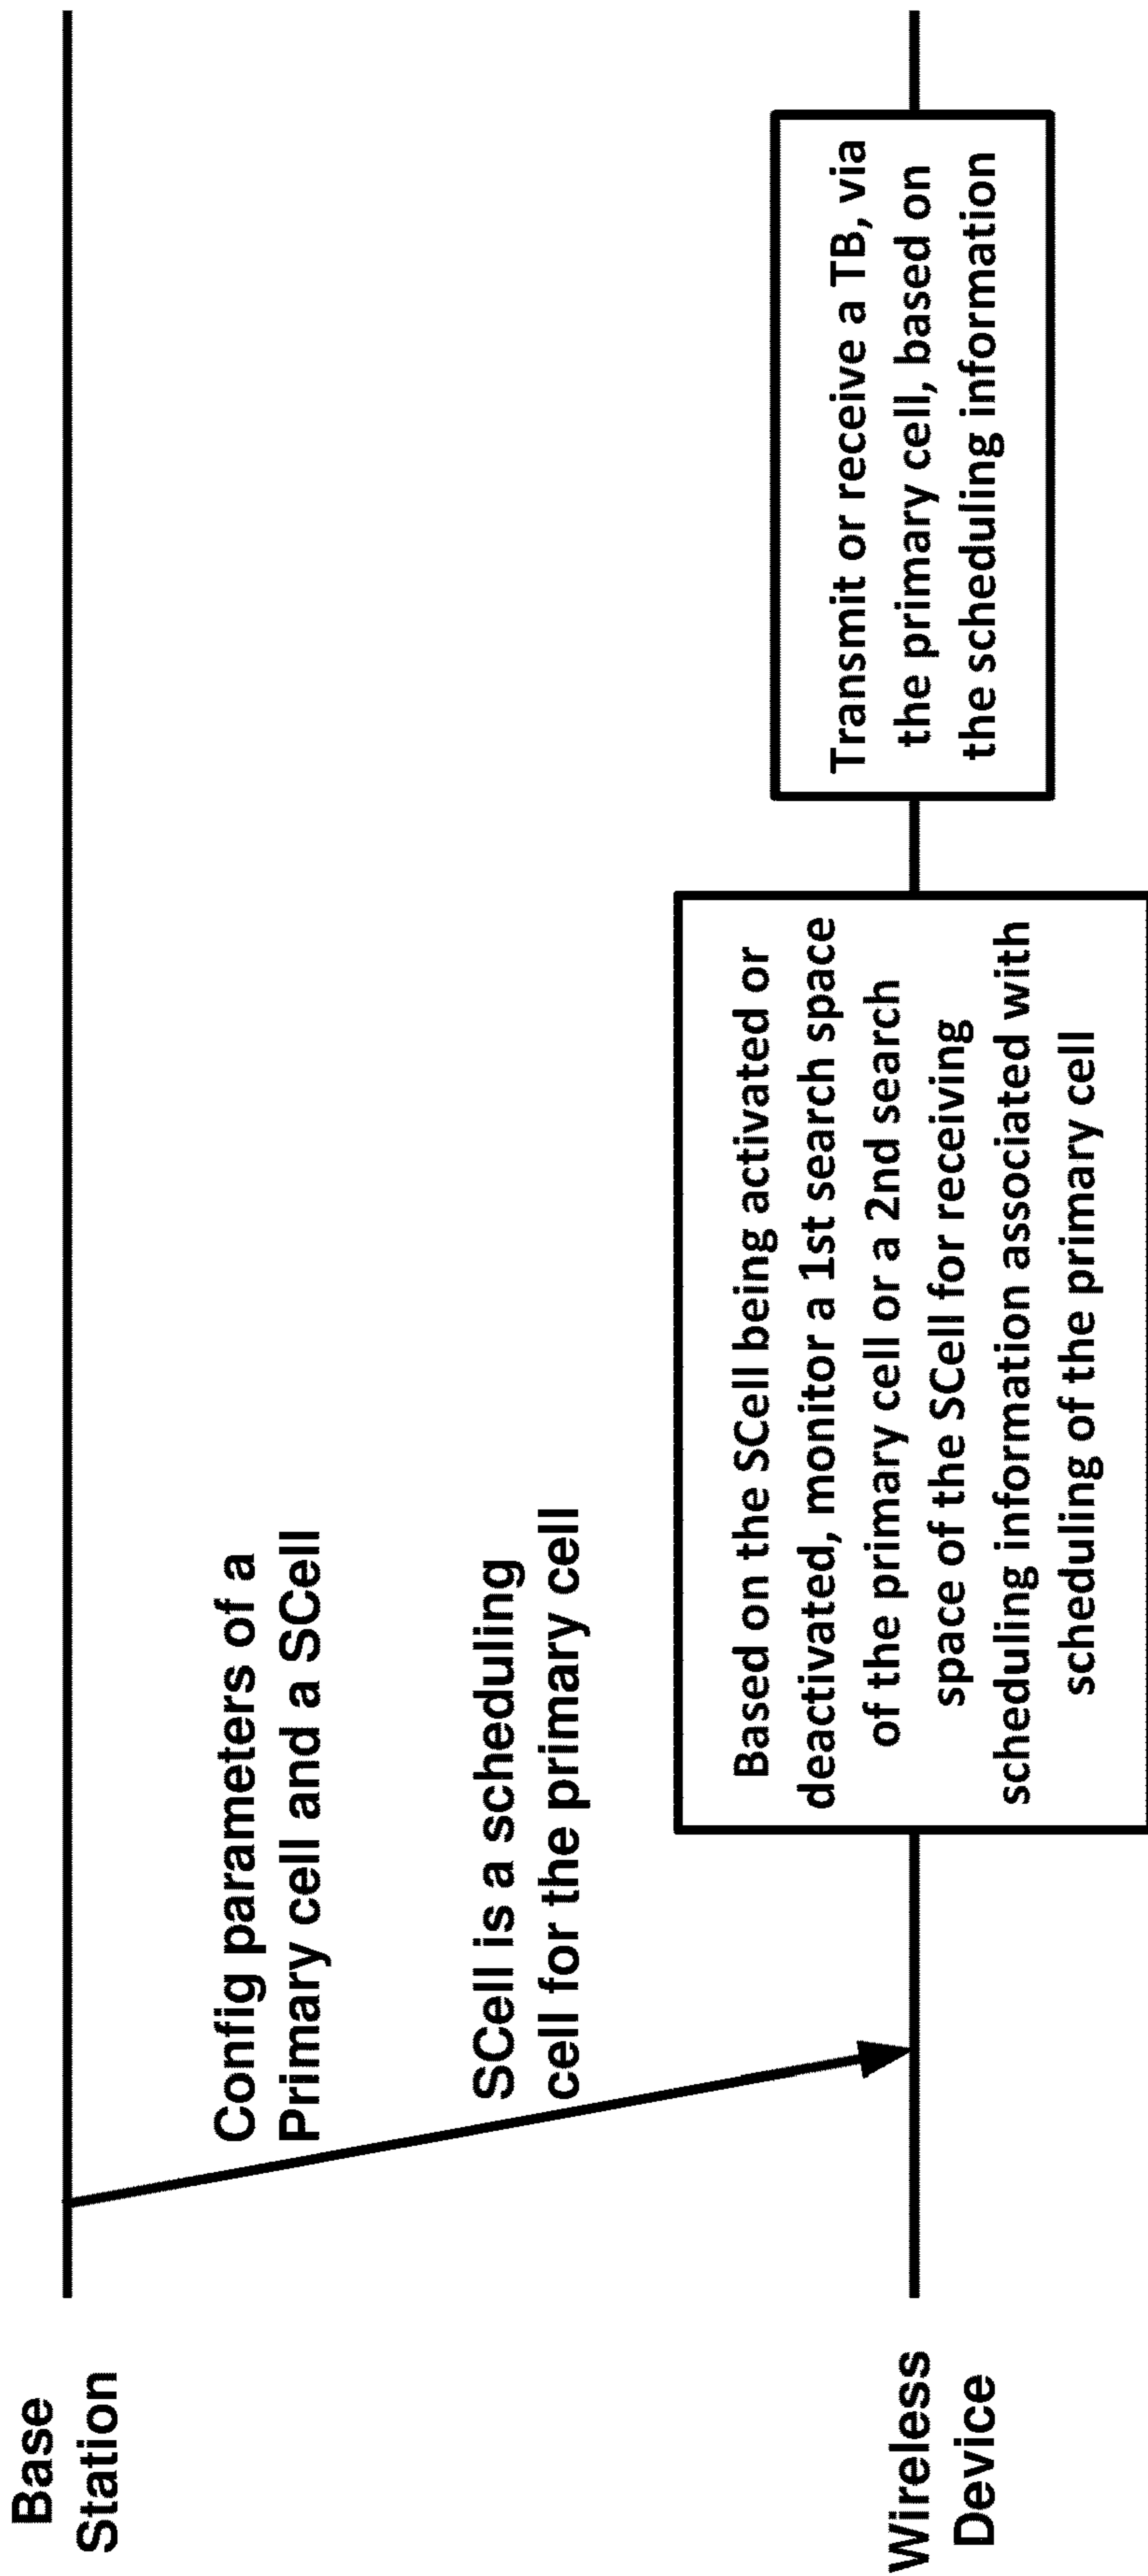 Base
Station
Config parameters of a
Primary cell and a SCell
SCell is a scheduling
cell for the primary cell
Wireless
Device
Based on the SCell being activated or
deactivated, monitor a 1st search space
of the primary cell or a 2nd search
space of the SCell for receiving
scheduling information associated with
scheduling of the primary cell
Transmit or receive a TB, via
the primary cell, based on
the scheduling information